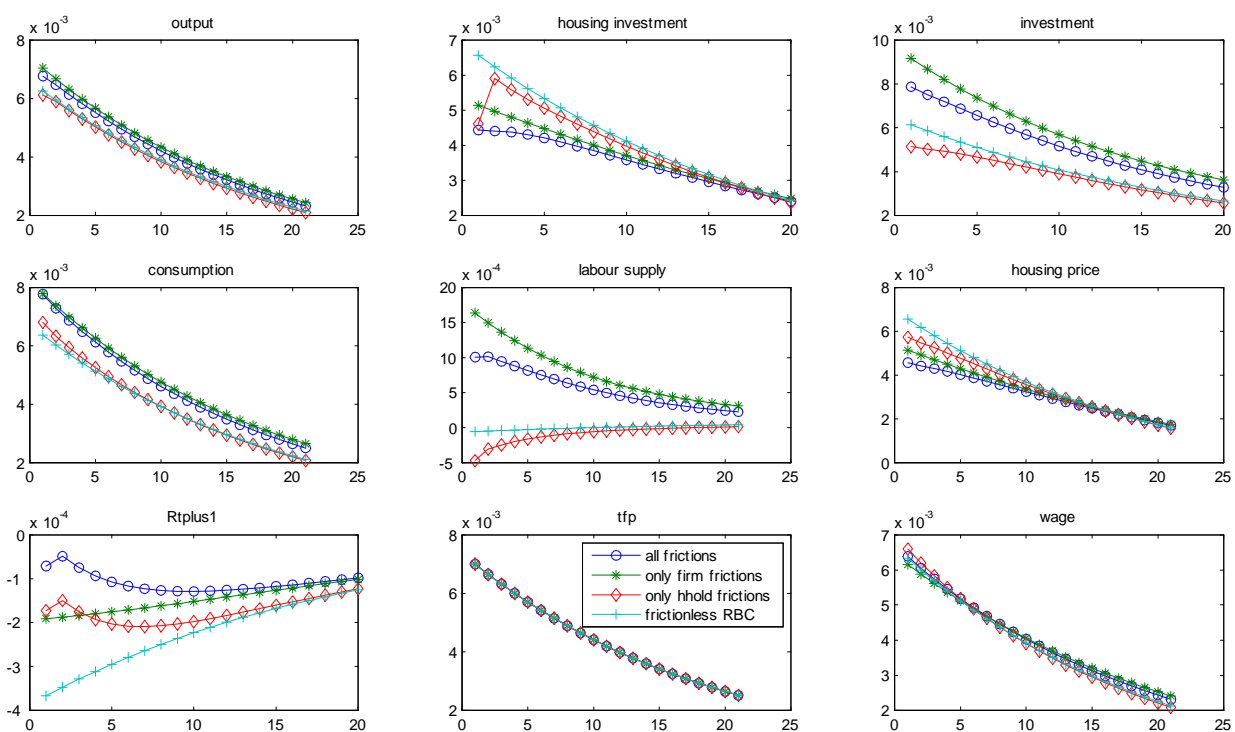 output
x 10^-3
8
6
4
2
0 5 10 15 20 25
housing investment
x 10^-3
7
6
5
4
3
2
0 5 10 15 20
investment
x 10^-3
10
8
6
4
2
0 5 10 15 20
consumption
x 10^-3
8
6
4
2
0 5 10 15 20 25
labour supply
x 10^-4
20
15
10
5
0
-5
0 5 10 15 20 25
housing price
x 10^-3
8
6
4
2
0
0 5 10 15 20 25
Rtplus1
x 10^-4
0
-1
-2
-3
-4
0 5 10 15 20
tfp
x 10^-3
8
6
4
2
0 5 10 15 20 25
all frictions
only firm frictions
only hhold frictions
frictionless RBC
wage
x 10^-3
7
6
5
4
3
2
0 5 10 15 20 25